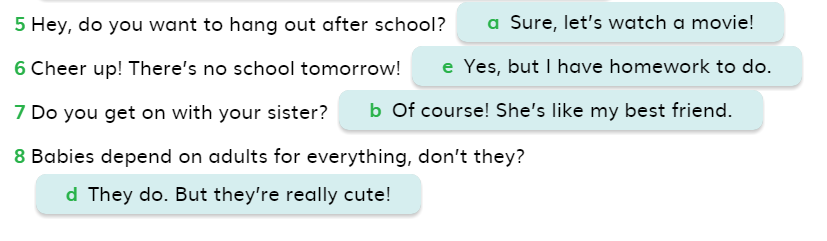 5 Hey, do you want to hang out after school? a Sure, let's watch a movie!
6 Cheer up! There's no school tomorrow! e Yes, but I have homework to do.
7 Do you get on with your sister? b Of course! She's like my best friend.
8 Babies depend on adults for everything, don't they?
d They do. But they're really cute!